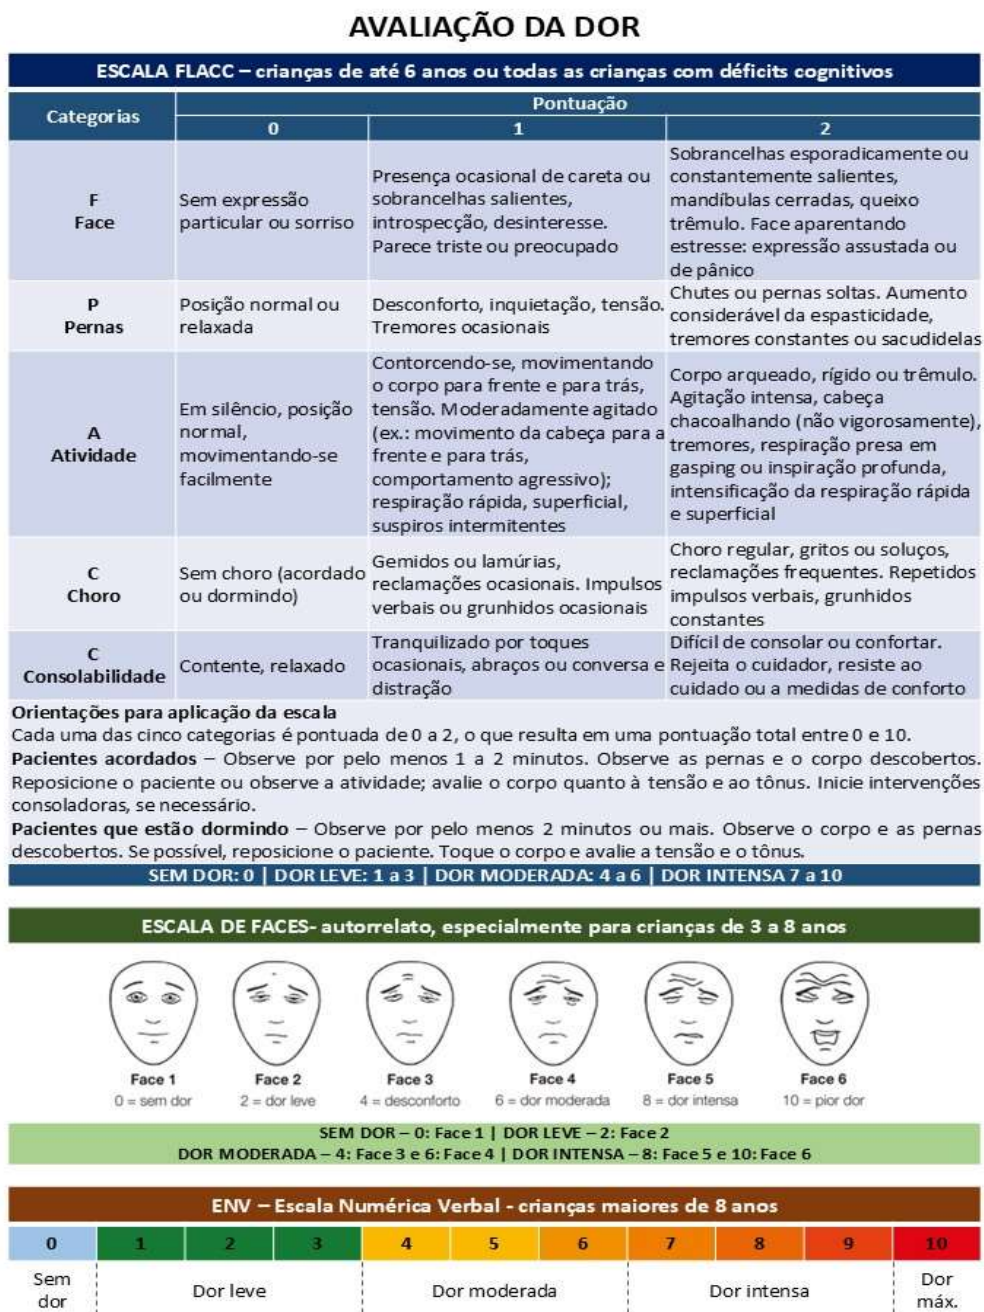 AVALIAÇÃO DA DOR
ESCALA FLACC – crianças de até 6 anos ou todas as crianças com déficits cognitivos
Categorias
Pontuação
0
1
2
F
Face
Sem expressão
particular ou sorriso
Presença ocasional de careta ou
sobrancelhas salientes,
introspecção, desinteresse.
Parece triste ou preocupado
Sobrancelhas esporadicamente ou
constantemente salientes,
mandíbulas cerradas, queixo
trêmulo. Face aparentando
estresse: expressão assustada ou
de pânico
P
Pernas
Posição normal ou
relaxada
Desconforto, inquietação, tensão.
Tremores ocasionais
Chutes ou pernas soltas. Aumento
considerável da espasticidade,
tremores constantes ou sacudidelas
A
Atividade
Em silêncio, posição
normal,
movimentando-se
facilmente
Contorcendo-se, movimentando
o corpo para frente e para trás,
tensão. Moderadamente agitado
(ex.: movimento da cabeça para a
frente e para trás,
comportamento agressivo);
respiração rápida, superficial,
suspiros intermitentes
Corpo arqueado, rígido ou trêmulo.
Agitação intensa, cabeça
chacoalhando (não vigorosamente),
tremores, respiração presa em
gasping ou inspiração profunda,
intensificação da respiração rápida
e superficial
C
Choro
Sem choro (acordado
ou dormindo)
Gemidos ou lamúrias,
reclamações ocasionais. Impulsos
verbais ou grunhidos ocasionais
Choro regular, gritos ou soluços,
reclamações frequentes. Repetidos
impulsos verbais, grunhidos
constantes
C
Consolabilidade
Contente, relaxado
Tranquilizado por toques
ocasionais, abraços ou conversa e
distração
Difícil de consolar ou confortar.
Rejeita o cuidador, resiste ao
cuidado ou a medidas de conforto
Orientações para aplicação da escala
Cada uma das cinco categorias é pontuada de 0 a 2, o que resulta em uma pontuação total entre 0 e 10.
Pacientes acordados – Observe por pelo menos 1 a 2 minutos. Observe as pernas e o corpo descobertos.
Reposicione o paciente ou observe a atividade; avalie o corpo quanto à tensão e ao tônus. Inicie intervenções
consoladoras, se necessário.
Pacientes que estão dormindo – Observe por pelo menos 2 minutos ou mais. Observe o corpo e as pernas
descobertos. Se possível, reposicione o paciente. Toque o corpo e avalie a tensão e o tônus.
SEM DOR: 0 | DOR LEVE: 1 a 3 | DOR MODERADA: 4 a 6 | DOR INTENSA 7 a 10
ESCALA DE FACES- autorrelato, especialmente para crianças de 3 a 8 anos
Face 1
0 = sem dor
Face 2
2 = dor leve
Face 3
4 = desconforto
Face 4
6 = dor moderada
Face 5
8 = dor intensa
Face 6
10 = pior dor
SEM DOR – 0: Face 1 | DOR LEVE – 2: Face 2
DOR MODERADA – 4: Face 3 e 6: Face 4 | DOR INTENSA – 8: Face 5 e 10: Face 6
ENV – Escala Numérica Verbal - crianças maiores de 8 anos
0 1 2 3 4 5 6 7 8 9 10
Sem
dor
Dor leve
Dor moderada
Dor intensa
Dor
máx.